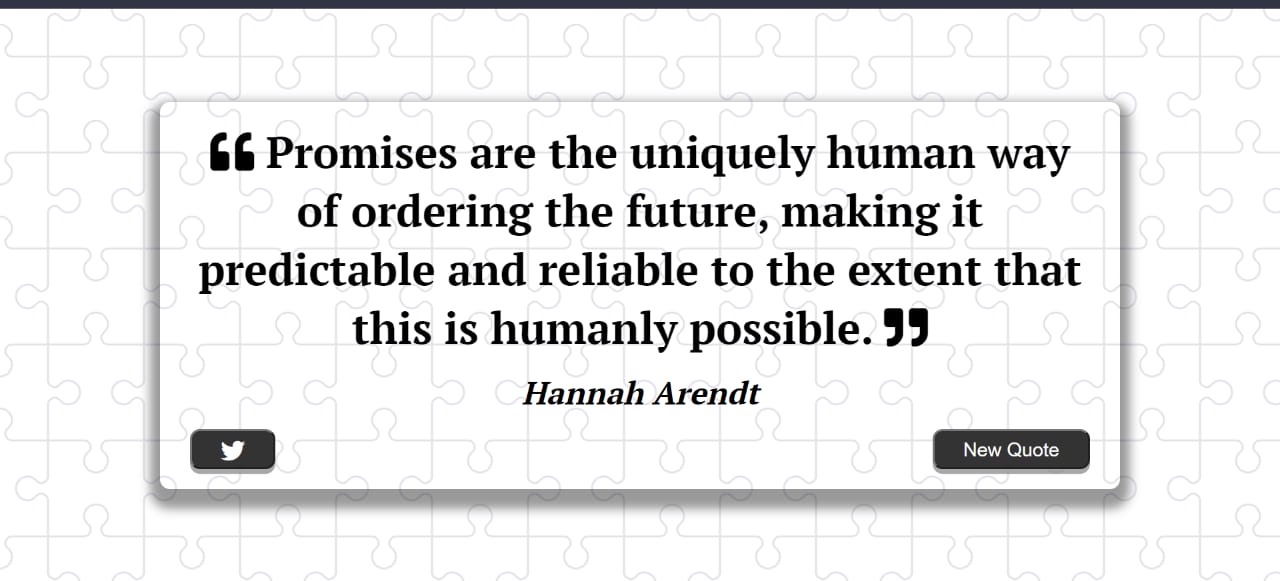 “ Promises are the uniquely human way
of ordering the future, making it
predictable and reliable to the extent that
this is humanly possible. ”
Hannah Arendt
New Quote